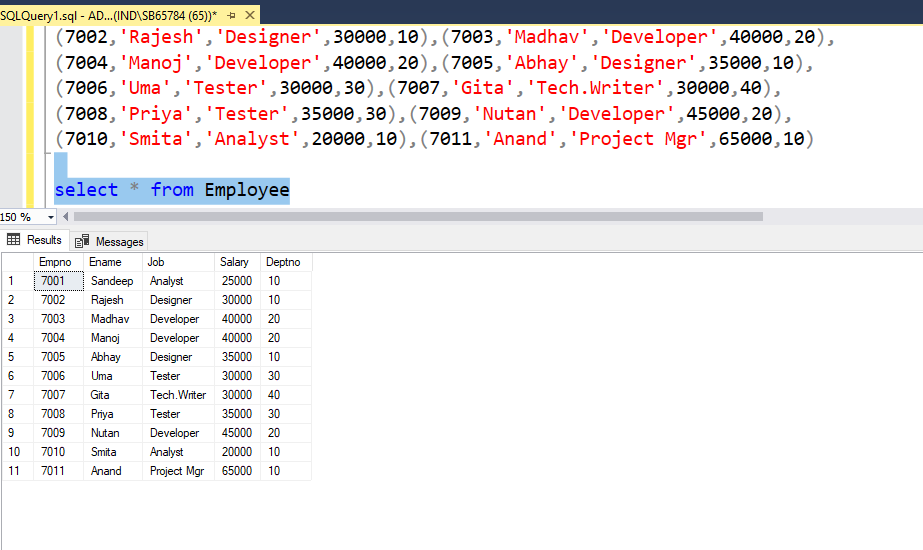 SQLQuery1.sql - AD...(IND\SB65784 (65))*
(7002,'Rajesh','Designer',30000,10),(7003,'Madhav','Developer',40000,20),
(7004,'Manoj','Developer',40000,20),(7005,'Abhay','Designer',35000,10),
(7006,'Uma','Tester',30000,30),(7007,'Gita','Tech.Writer',30000,40),
(7008,'Priya','Tester',35000,30),(7009,'Nutan','Developer',45000,20),
(7010,'Smita','Analyst',20000,10),(7011,'Anand','Project Mgr',65000,10)
select * from Employee
150 %
Results Messages
Empno Ename Job Salary Deptno
1 7001 Sandeep Analyst 25000 10
2 7002 Rajesh Designer 30000 10
3 7003 Madhav Developer 40000 20
4 7004 Manoj Developer 40000 20
5 7005 Abhay Designer 35000 10
6 7006 Uma Tester 30000 30
7 7007 Gita Tech.Writer 30000 40
8 7008 Priya Tester 35000 30
9 7009 Nutan Developer 45000 20
10 7010 Smita Analyst 20000 10
11 7011 Anand Project Mgr 65000 10